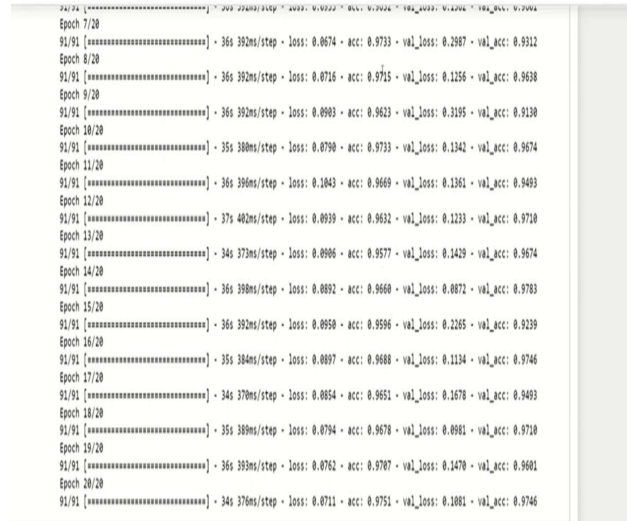 Epoch 7/20
91/91 [==============================] - 36s 392ms/step - loss: 0.0674 - acc: 0.9733 - val_loss: 0.2987 - val_acc: 0.9312
Epoch 8/20
91/91 [==============================] - 36s 392ms/step - loss: 0.0716 - acc: 0.9715 - val_loss: 0.1256 - val_acc: 0.9638
Epoch 9/20
91/91 [==============================] - 36s 392ms/step - loss: 0.0903 - acc: 0.9623 - val_loss: 0.3195 - val_acc: 0.9130
Epoch 10/20
91/91 [==============================] - 35s 380ms/step - loss: 0.0790 - acc: 0.9733 - val_loss: 0.1342 - val_acc: 0.9674
Epoch 11/20
91/91 [==============================] - 36s 396ms/step - loss: 0.1043 - acc: 0.9669 - val_loss: 0.1361 - val_acc: 0.9493
Epoch 12/20
91/91 [==============================] - 37s 402ms/step - loss: 0.0939 - acc: 0.9632 - val_loss: 0.1233 - val_acc: 0.9710
Epoch 13/20
91/91 [==============================] - 34s 373ms/step - loss: 0.0906 - acc: 0.9577 - val_loss: 0.1429 - val_acc: 0.9674
Epoch 14/20
91/91 [==============================] - 36s 398ms/step - loss: 0.0892 - acc: 0.9660 - val_loss: 0.0872 - val_acc: 0.9783
Epoch 15/20
91/91 [==============================] - 36s 392ms/step - loss: 0.0950 - acc: 0.9596 - val_loss: 0.2265 - val_acc: 0.9239
Epoch 16/20
91/91 [==============================] - 35s 384ms/step - loss: 0.0897 - acc: 0.9688 - val_loss: 0.1134 - val_acc: 0.9746
Epoch 17/20
91/91 [==============================] - 34s 370ms/step - loss: 0.0854 - acc: 0.9651 - val_loss: 0.1678 - val_acc: 0.9493
Epoch 18/20
91/91 [==============================] - 35s 389ms/step - loss: 0.0794 - acc: 0.9678 - val_loss: 0.0981 - val_acc: 0.9710
Epoch 19/20
91/91 [==============================] - 36s 393ms/step - loss: 0.0762 - acc: 0.9707 - val_loss: 0.1470 - val_acc: 0.9601
Epoch 20/20
91/91 [==============================] - 34s 376ms/step - loss: 0.0711 - acc: 0.9751 - val_loss: 0.1081 - val_acc: 0.9746